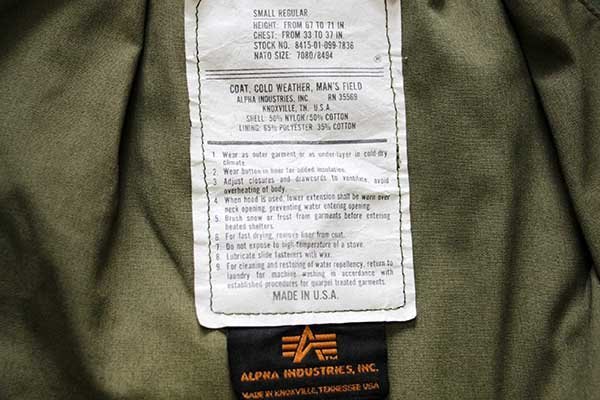 SMALL REGULAR
HEIGHT: FROM 67 TO 71 IN
CHEST: FROM 33 TO 37 IN
STOCK NO. 8415-01-099-7838
NATO SIZE: 7080/8494
COAT, COLD WEATHER, MAN'S FIELD
ALPHA INDUSTRIES, INC. RN 35569
KNOXVILLE, TN. U.S.A.
SHELL: 50% NYLON/50% COTTON
LINING: 65% POLYESTER 35% COTTON
1. Wear as outer garment or as under-layer in cold-dry
climate.
2. Wear button in liner for added insulation.
3. Adjust closures and drawcords to ventilate, avoid
overheating of body.
4. When hood is used, lower extension shall be worn over
neck opening, preventing water entering opening.
5. Brush snow or frost from garments before entering
heated shelters.
6. For fast drying, remove liner from coat.
7. Do not expose to high temperature of a stove.
8. Lubricate slide fasteners with wax.
9. For cleaning and restoring of water repellency, return to
laundry for machine washing in accordance with
established procedures for quarpel treated garments.
MADE IN U.S.A.
ALPHA INDUSTRIES, INC.
MADE IN KNOXVILLE, TENNESSEE USA